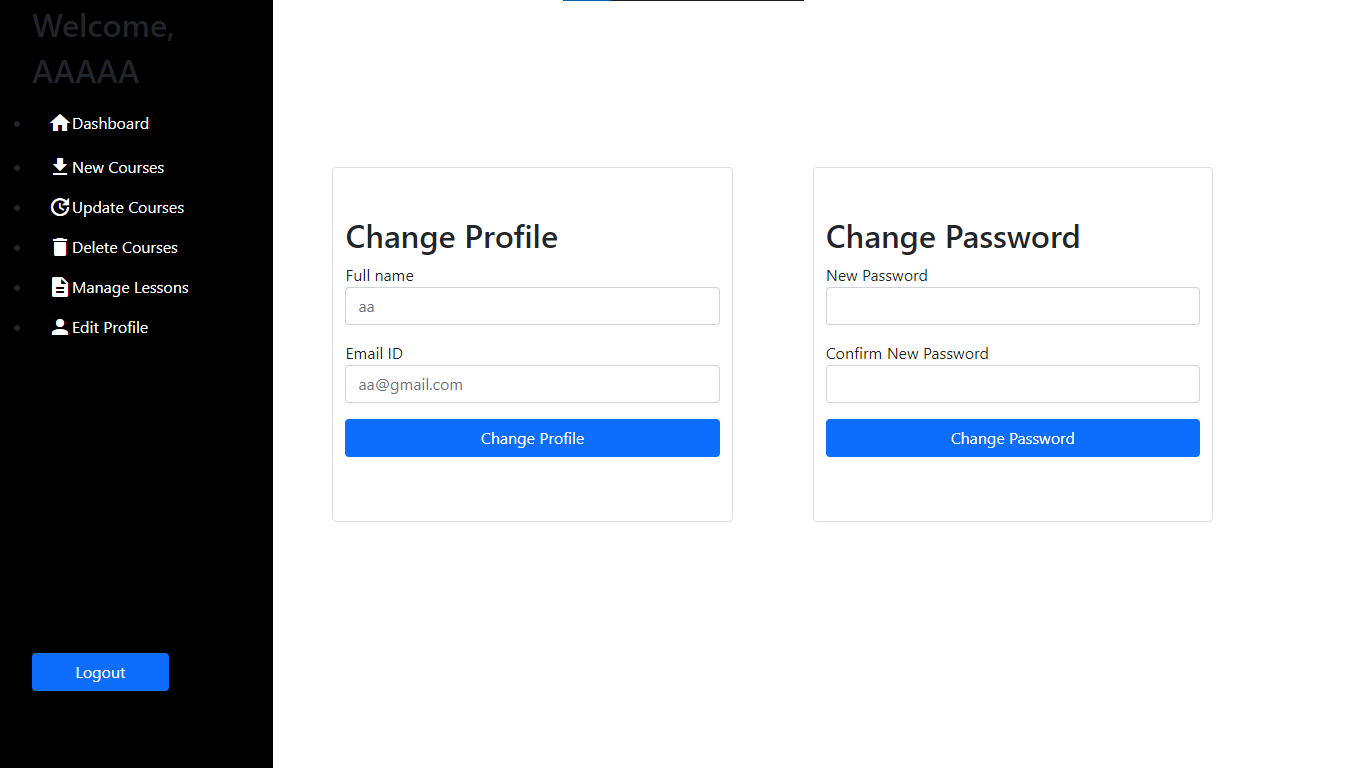 Welcome,
AAAAA
Dashboard
New Courses
Update Courses
Delete Courses
Manage Lessons
Edit Profile
Logout
Change Profile
Full name
aa
Email ID
aa@gmail.com
Change Profile
Change Password
New Password
Confirm New Password
Change Password